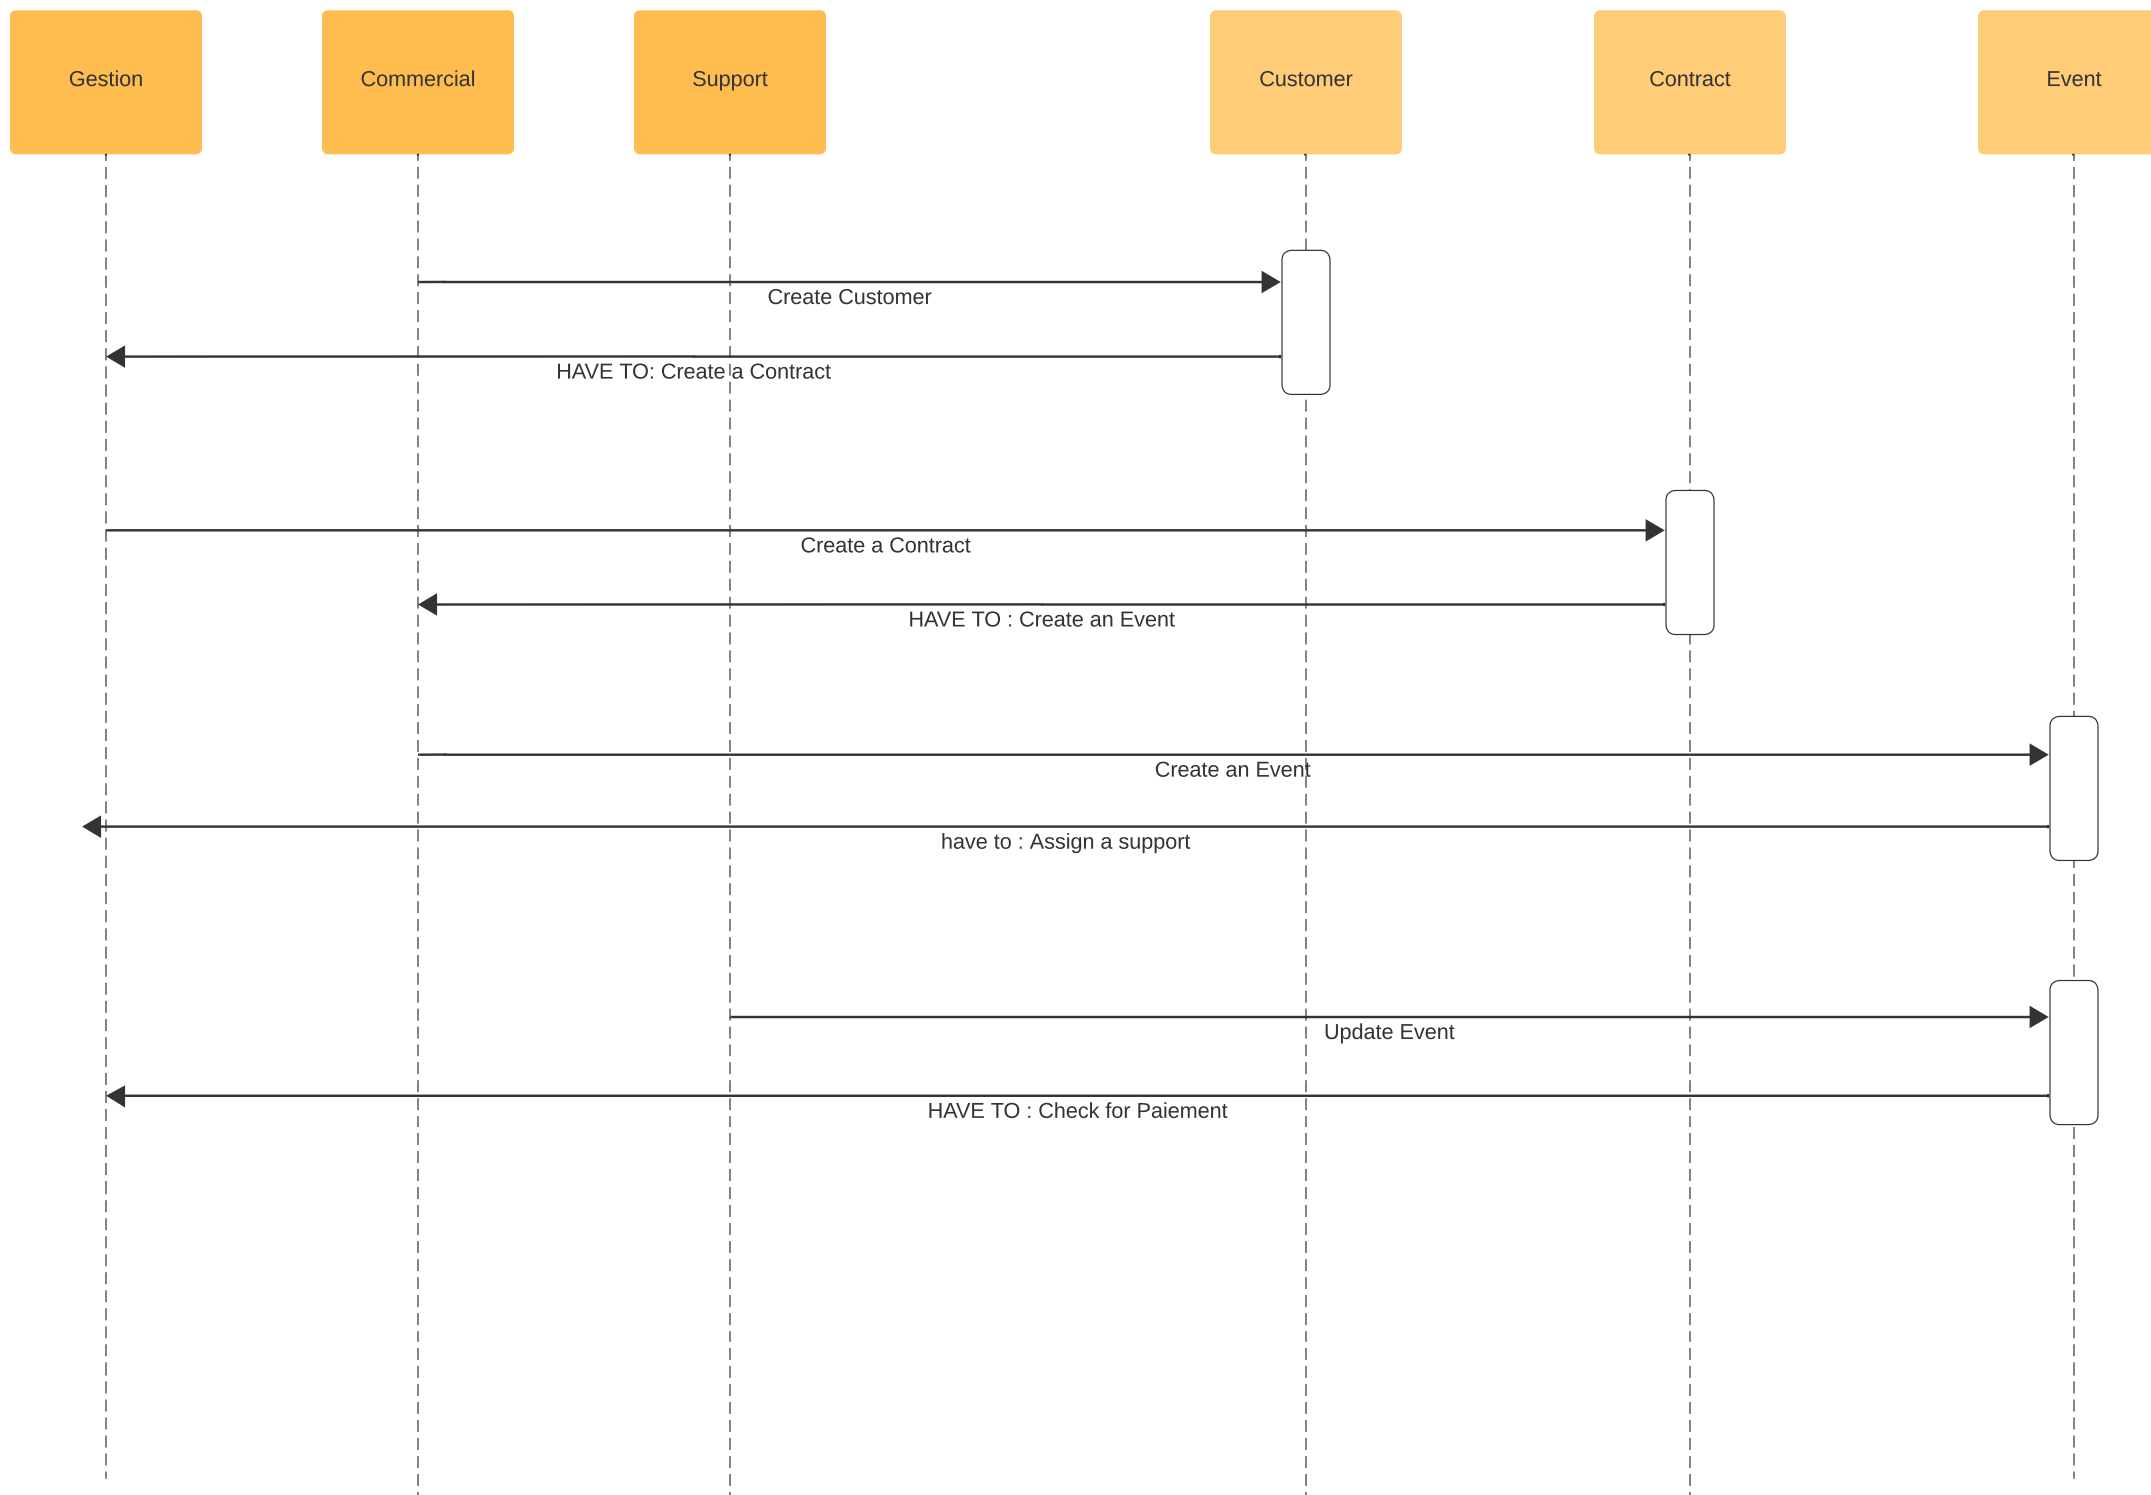 Gestion
Commercial
Support
Customer
Contract
Event
Create Customer
HAVE TO: Create a Contract
Create a Contract
HAVE TO : Create an Event
Create an Event
have to : Assign a support
Update Event
HAVE TO : Check for Paiement